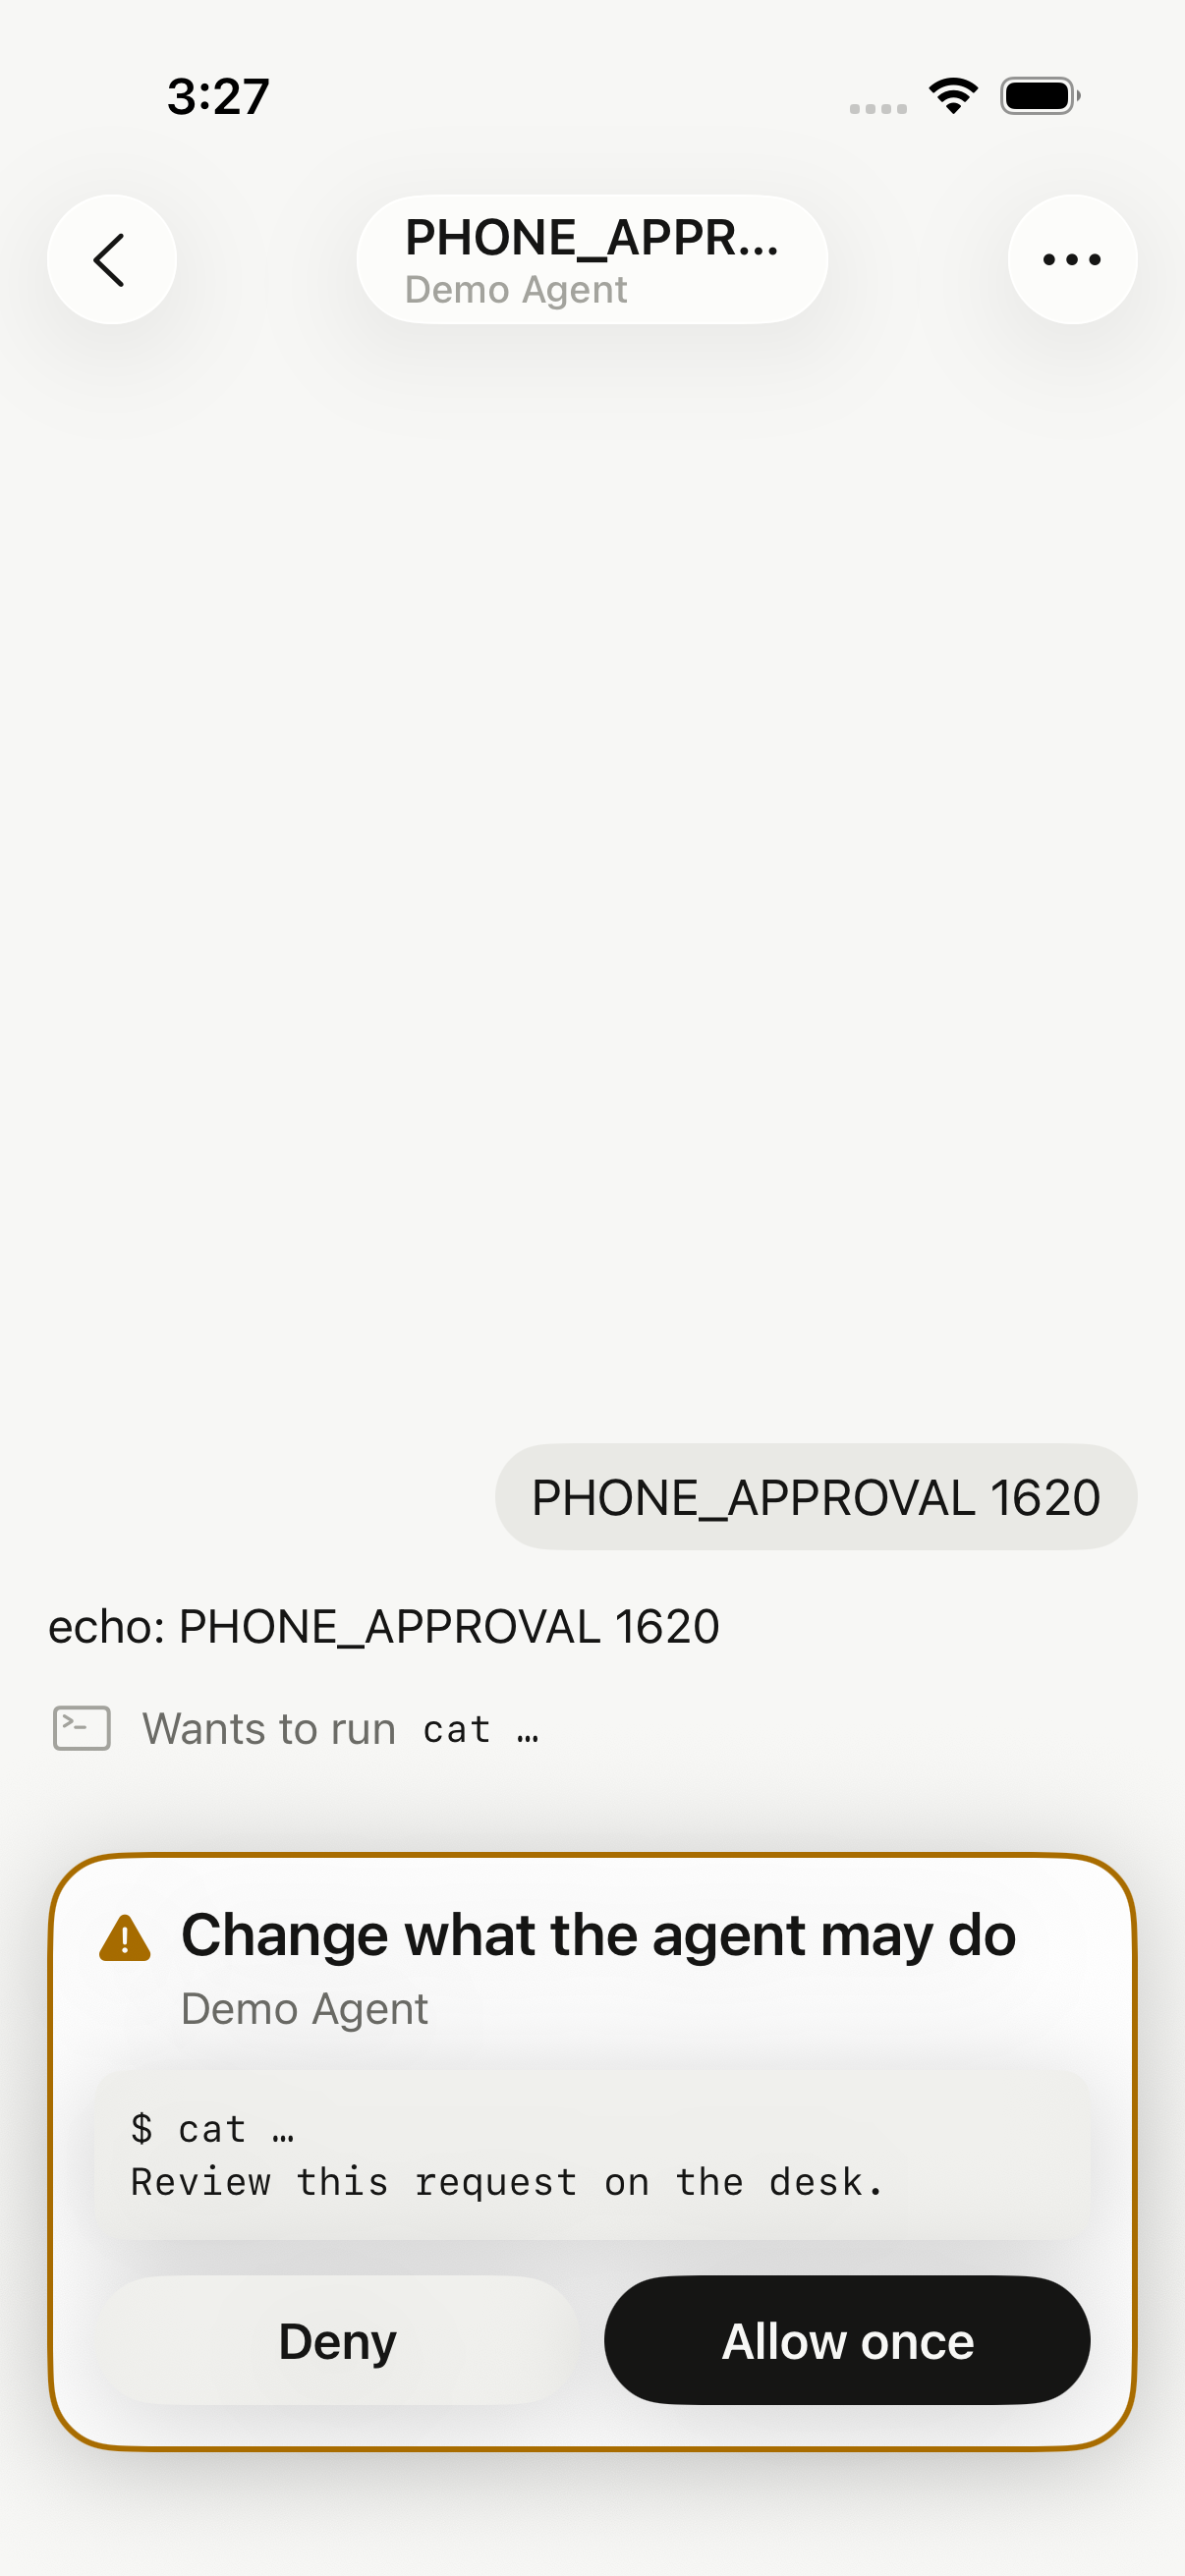 3:27
PHONE_APPR...
Demo Agent
PHONE_APPROVAL 1620
echo: PHONE_APPROVAL 1620
Wants to run cat …
Change what the agent may do
Demo Agent
$ cat …
Review this request on the desk.
Deny
Allow once